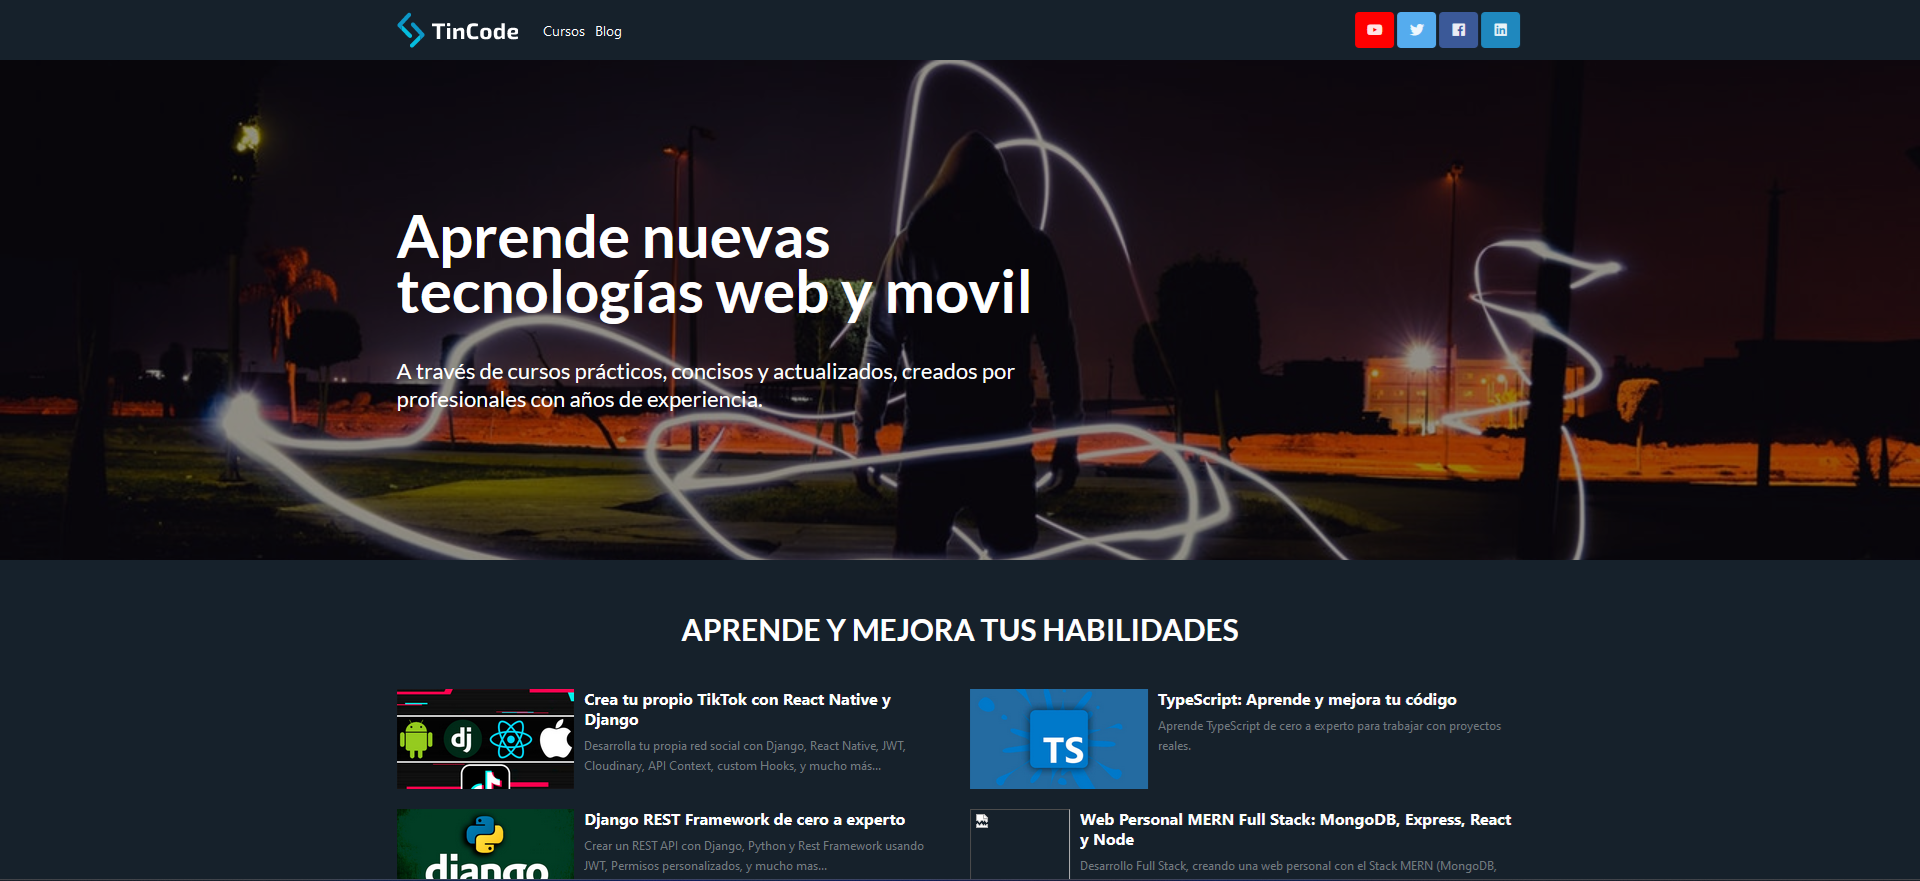 TinCode
Cursos Blog
Aprende nuevas
tecnologías web y movil
A través de cursos prácticos, concisos y actualizados, creados por
profesionales con años de experiencia.
APRENDE Y MEJORA TUS HABILIDADES
dj
Crea tu propio TikTok con React Native y
Django
Desarrolla tu propia red social con Django, React Native, JWT,
Cloudinary, API Context, custom Hooks, y mucho más...
TS
TypeScript: Aprende y mejora tu código
Aprende TypeScript de cero a experto para trabajar con proyectos
reales.
django
Django REST Framework de cero a experto
Crear un REST API con Django, Python y Rest Framework usando
JWT, Permisos personalizados, y mucho mas...
Web Personal MERN Full Stack: MongoDB, Express, React
y Node
Desarrollo Full Stack, creando una web personal con el Stack MERN (MongoDB,